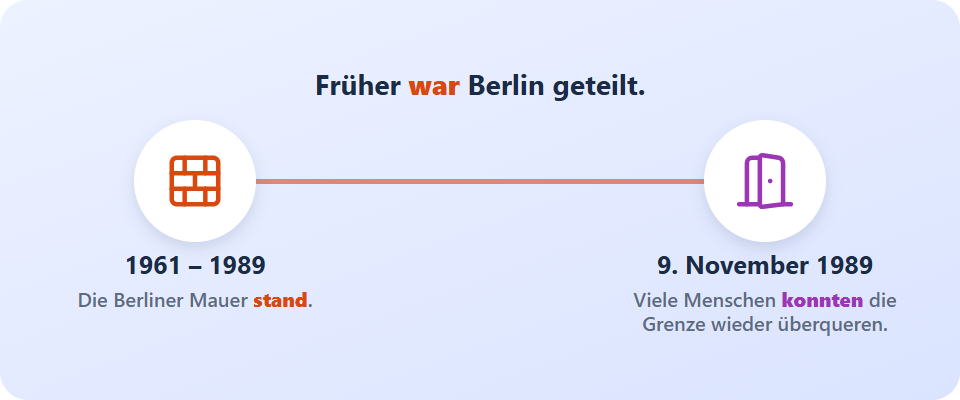 Früher war Berlin geteilt.
1961 – 1989
Die Berliner Mauer stand.
9. November 1989
Viele Menschen konnten die
Grenze wieder überqueren.